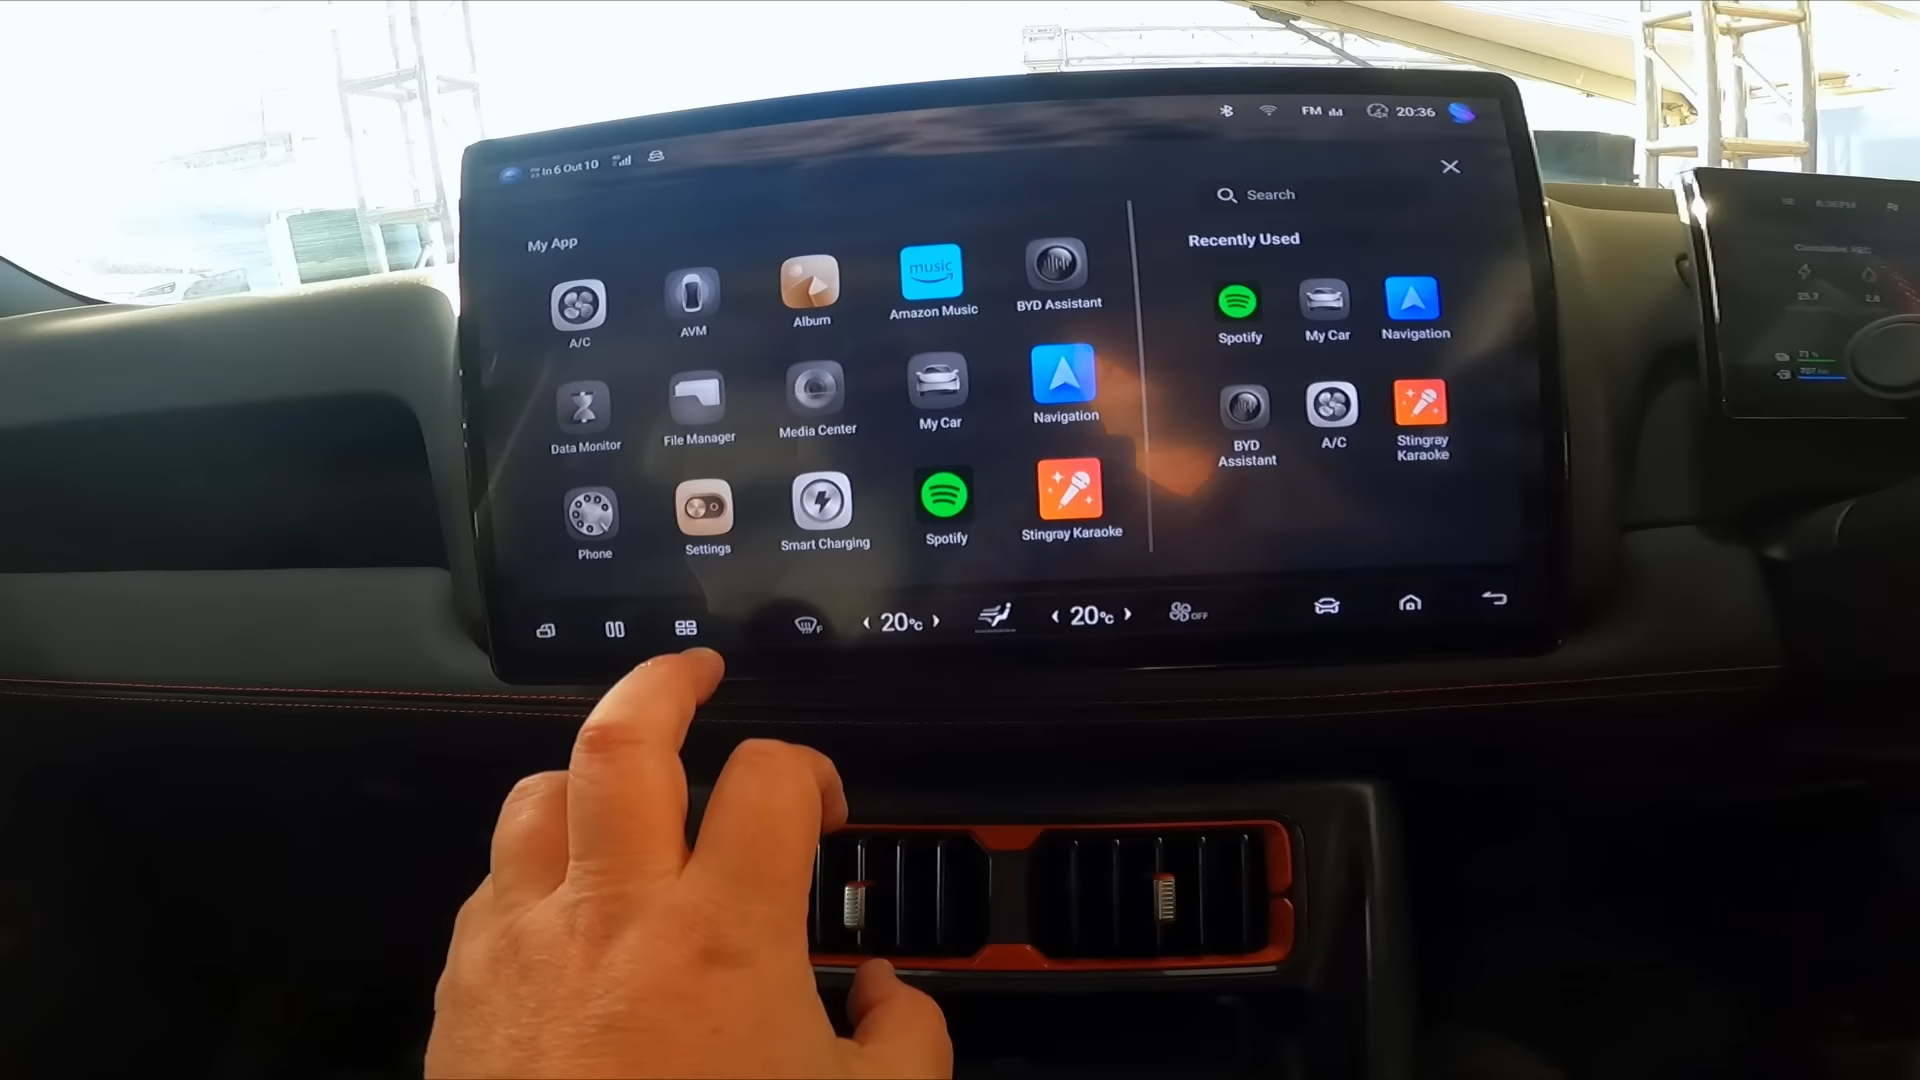 In 6 Out 10
FM
20:36
Search
My App
Recently Used
A/C
AVM
Album
music
Amazon Music
BYD Assistant
Spotify
My Car
Navigation
Data Monitor
File Manager
Media Center
My Car
Navigation
BYD
Assistant
A/C
Stingray
Karaoke
Phone
Settings
Smart Charging
Spotify
Stingray Karaoke
F
20°C
20°C
OFF